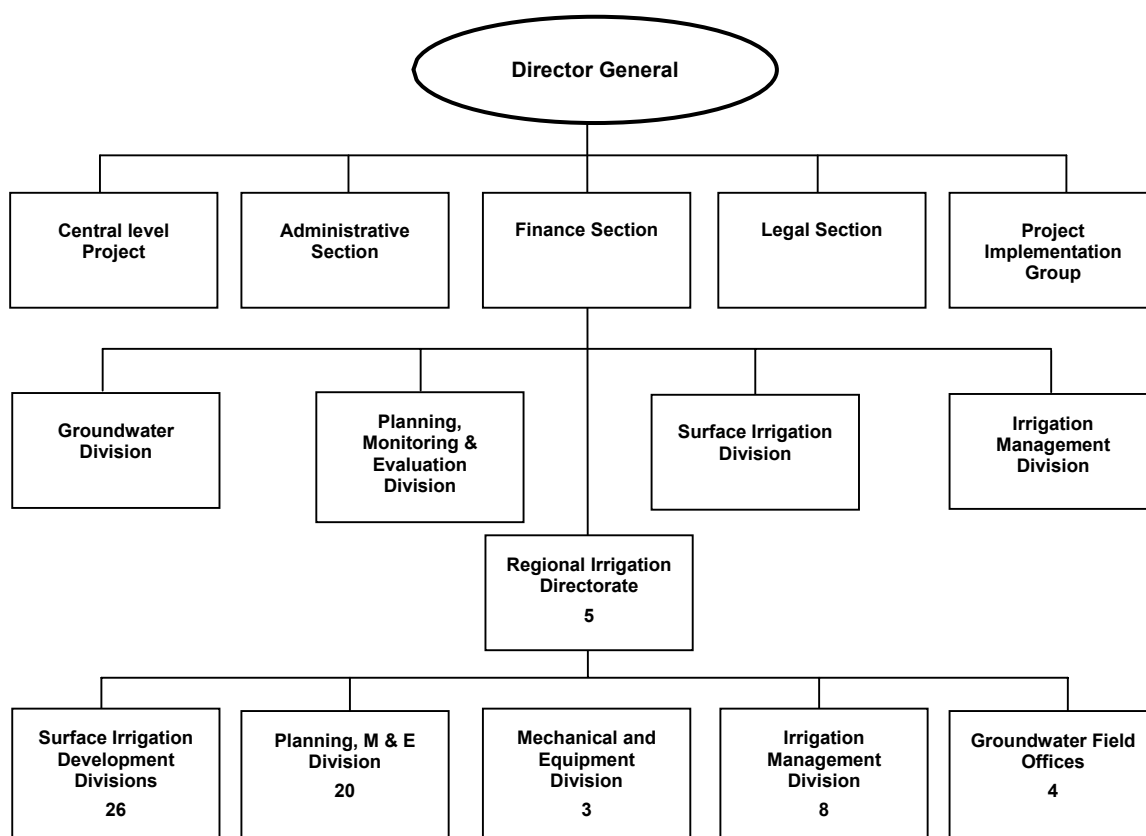 Director General
Central level
Project
Administrative
Section
Finance Section
Legal Section
Project
Implementation
Group
Groundwater
Division
Planning,
Monitoring &
Evaluation
Division
Surface Irrigation
Division
Irrigation
Management
Division
Regional Irrigation
Directorate
5
Surface Irrigation
Development
Divisions
26
Planning, M & E
Division
20
Mechanical and
Equipment
Division
3
Irrigation
Management
Division
8
Groundwater Field
Offices
4